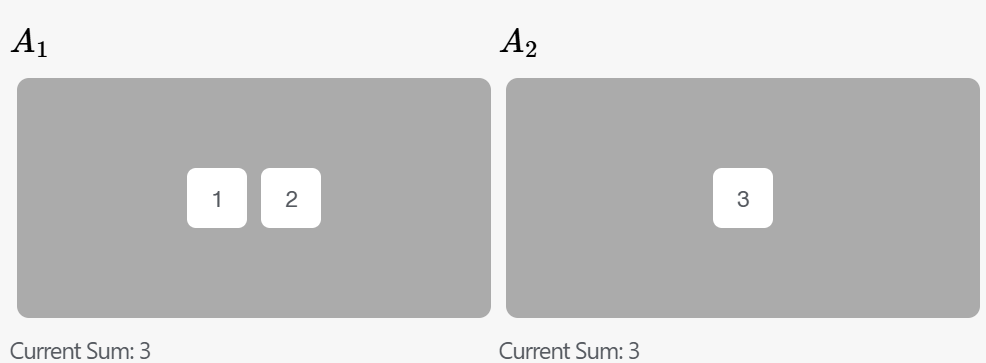 A₁ A₂
1 2 3
Current Sum: 3 Current Sum: 3